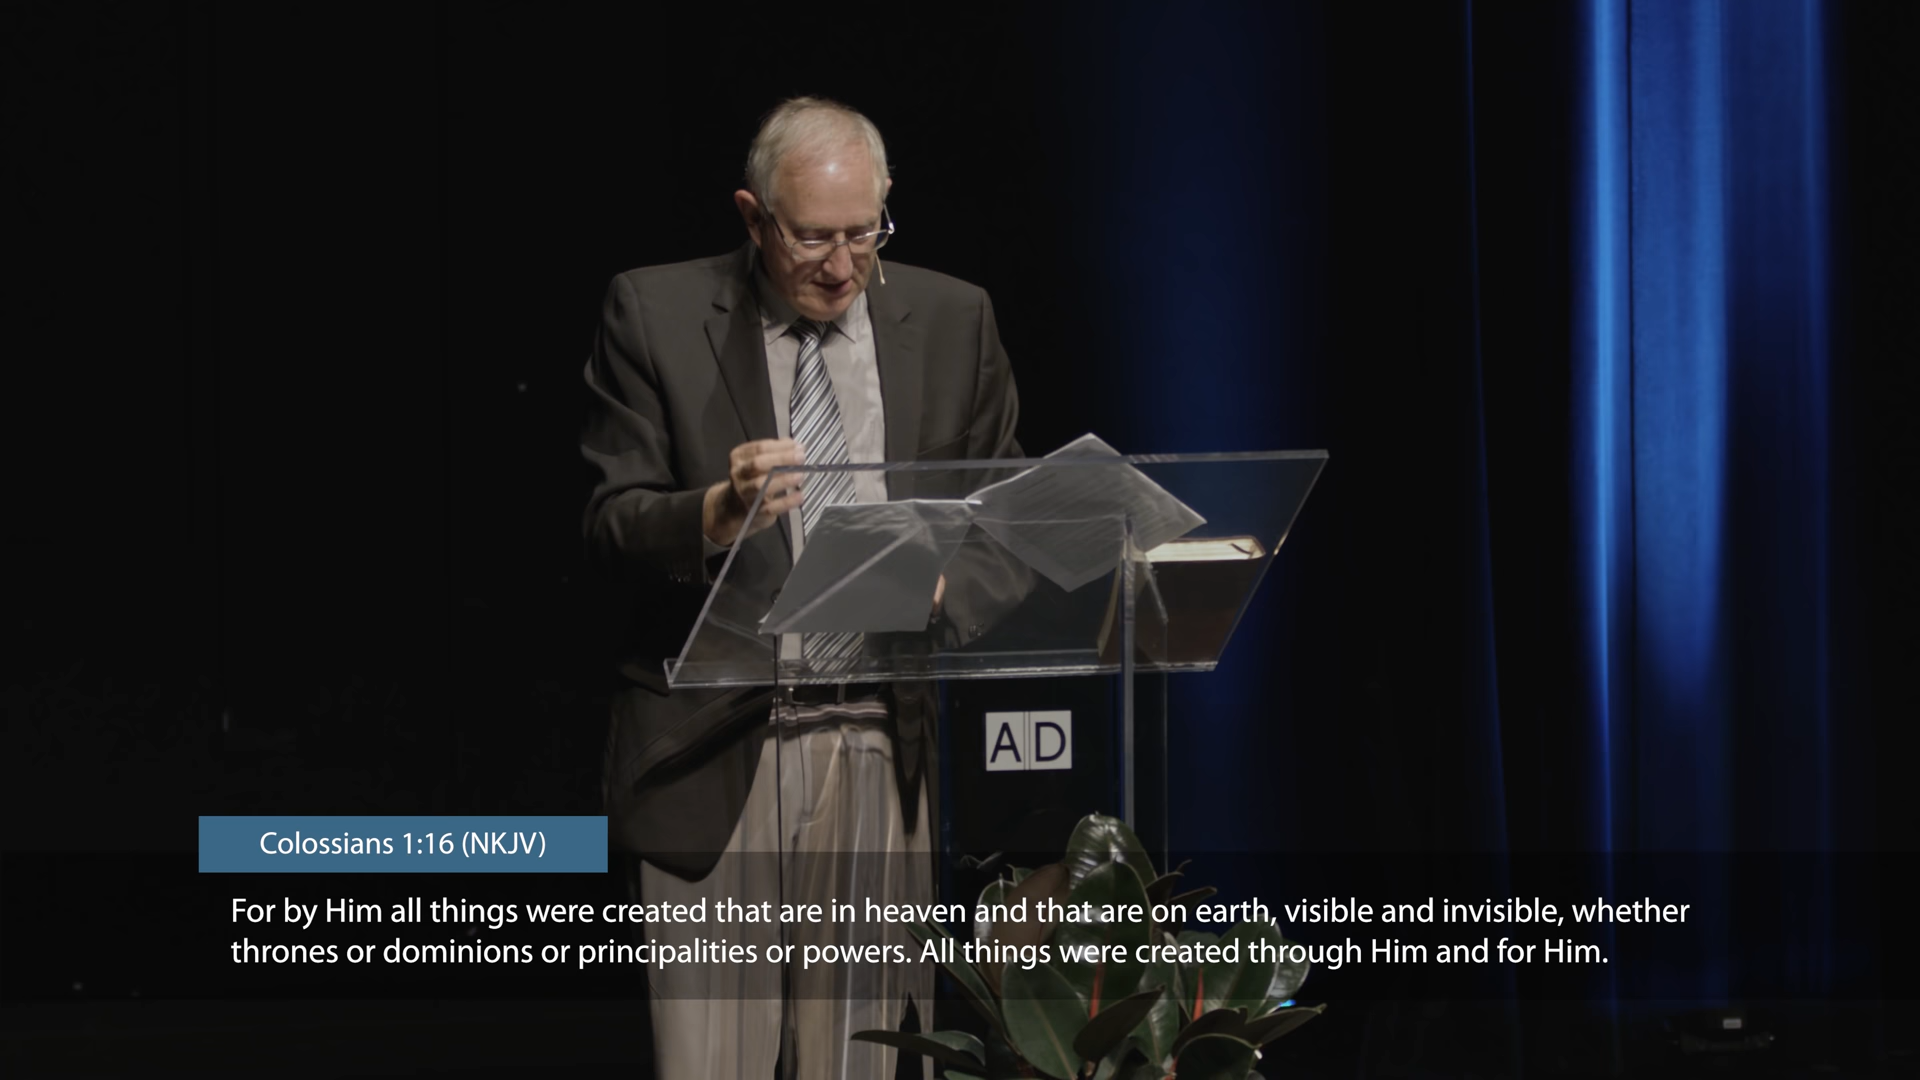 A|D
Colossians 1:16 (NKJV)
For by Him all things were created that are in heaven and that are on earth, visible and invisible, whether
thrones or dominions or principalities or powers. All things were created through Him and for Him.